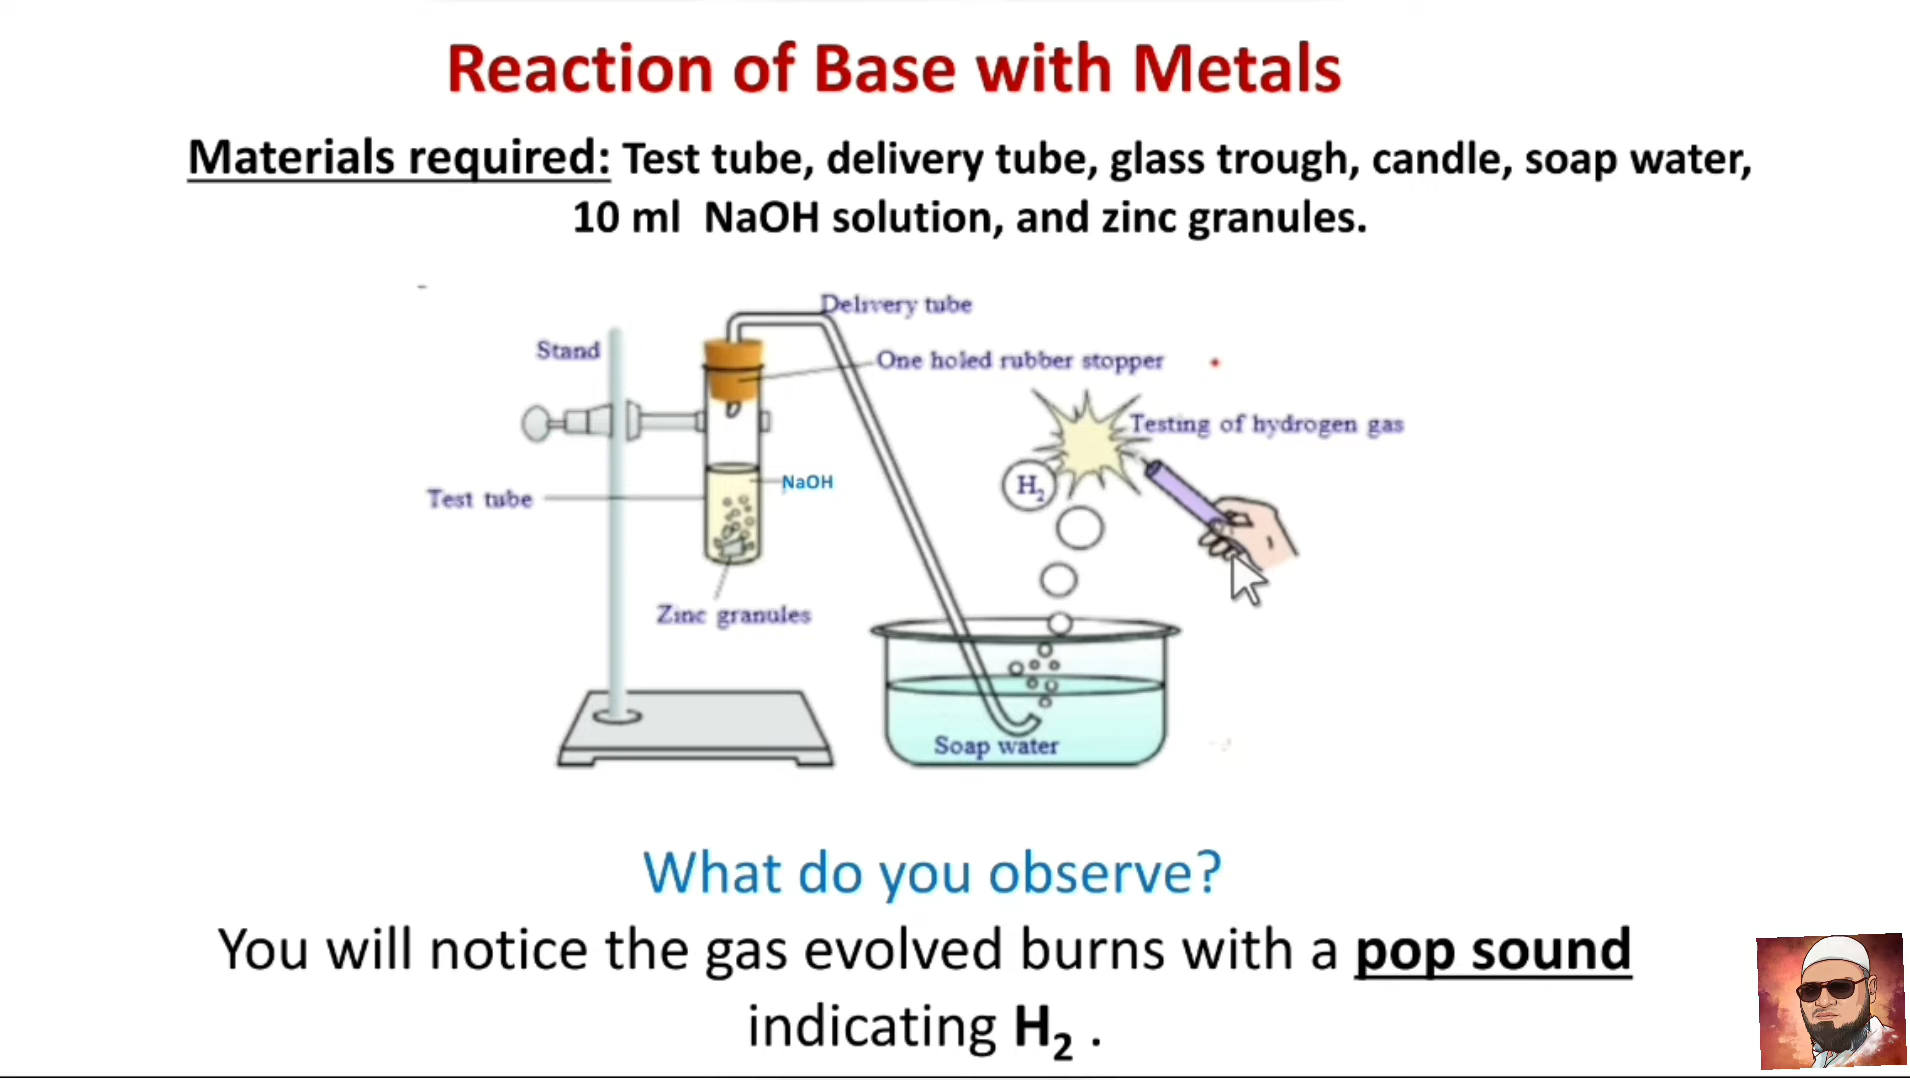 Reaction of Base with Metals
Materials required: Test tube, delivery tube, glass trough, candle, soap water,
10 ml NaOH solution, and zinc granules.
Delivery tube
Stand
One holed rubber stopper
Testing of hydrogen gas
H₂
NaOH
Test tube
Zinc granules
Soap water
What do you observe?
You will notice the gas evolved burns with a pop sound
indicating H₂ .